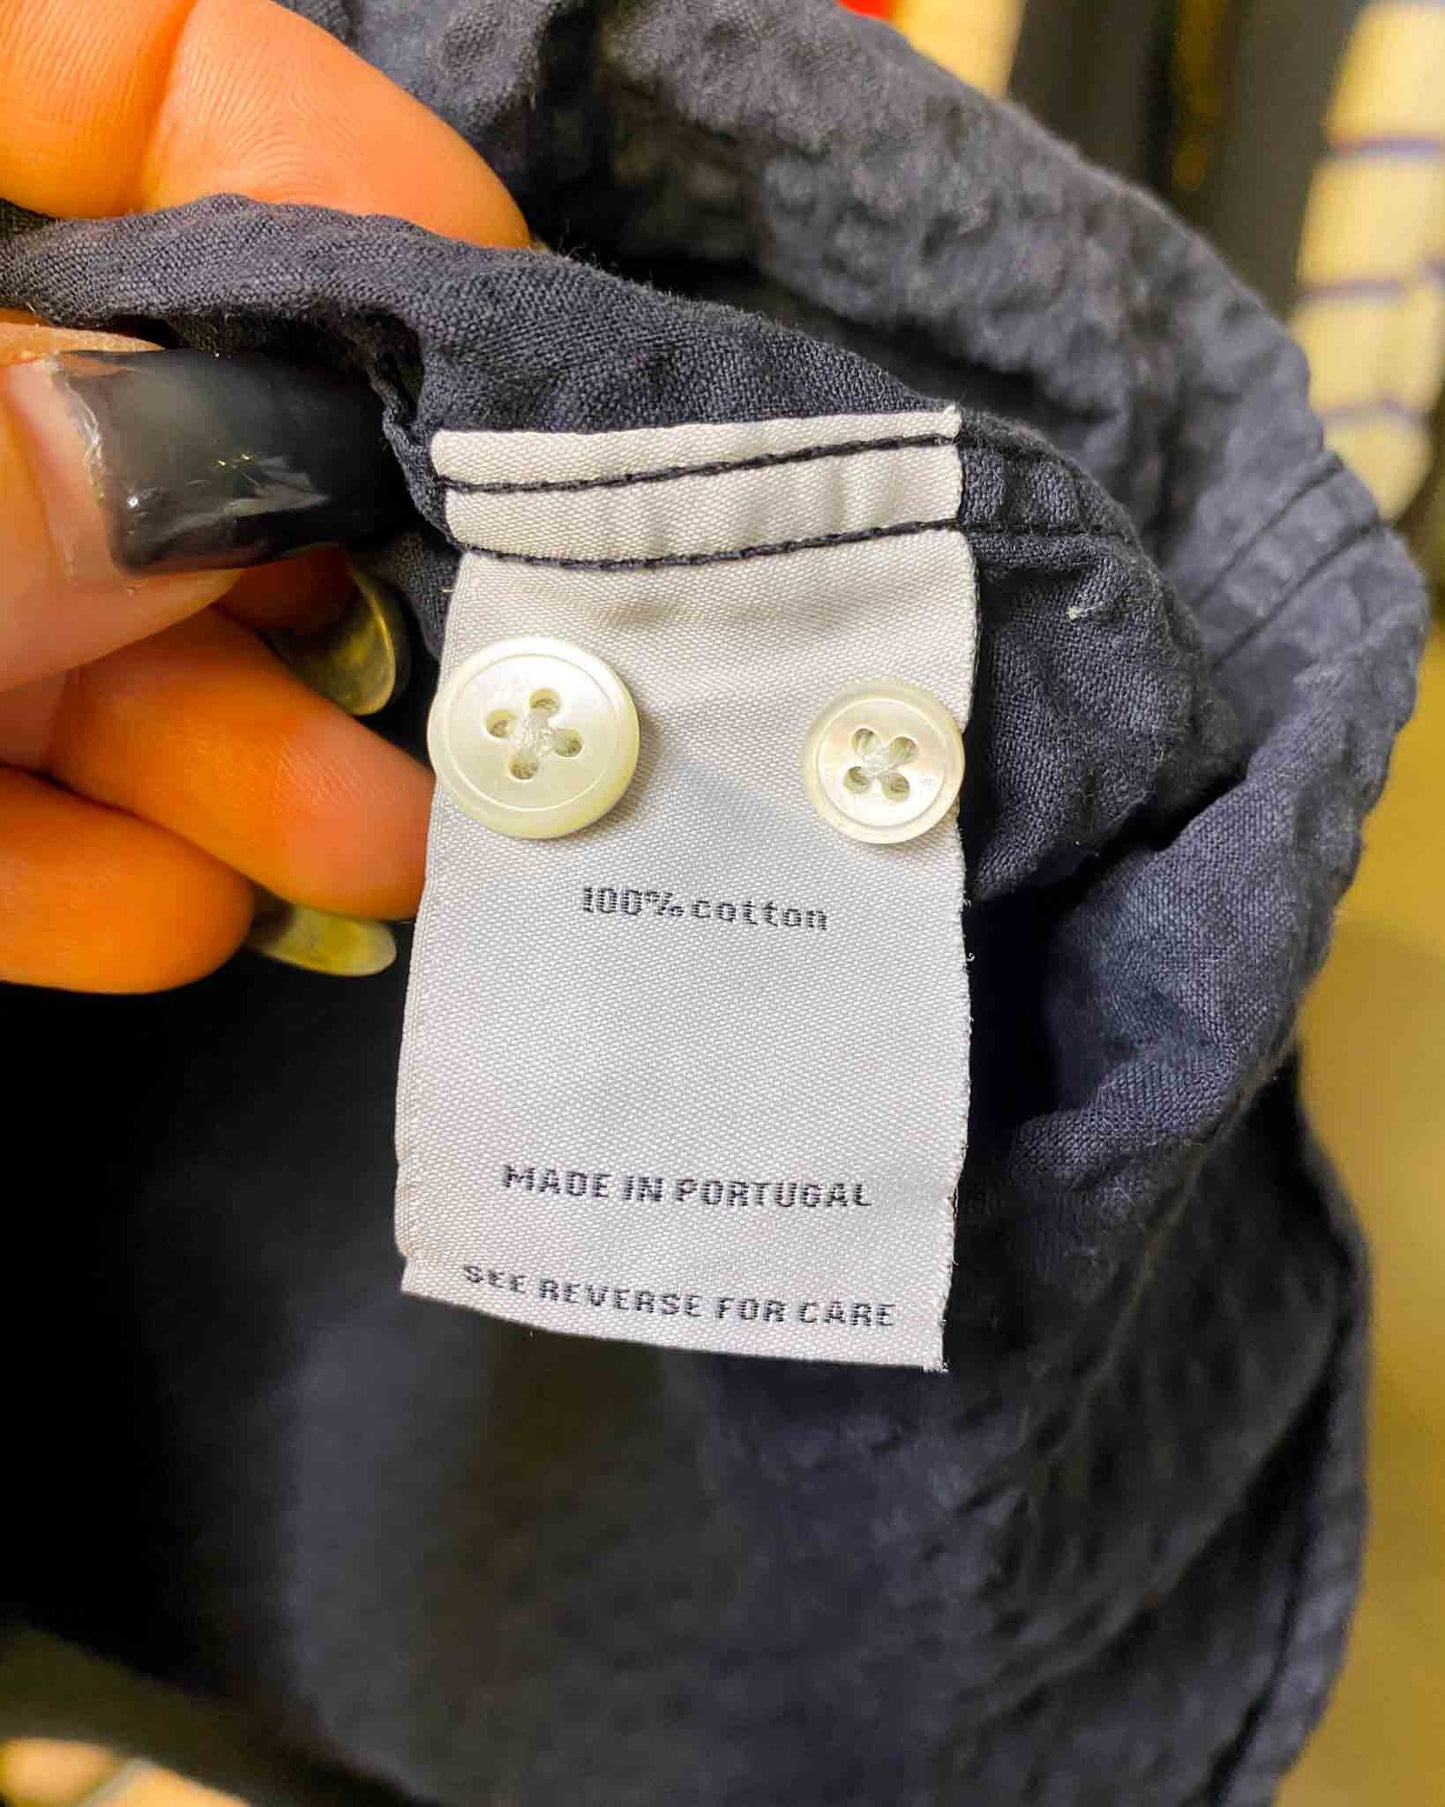 100% cotton
MADE IN PORTUGAL
SEE REVERSE FOR CARE